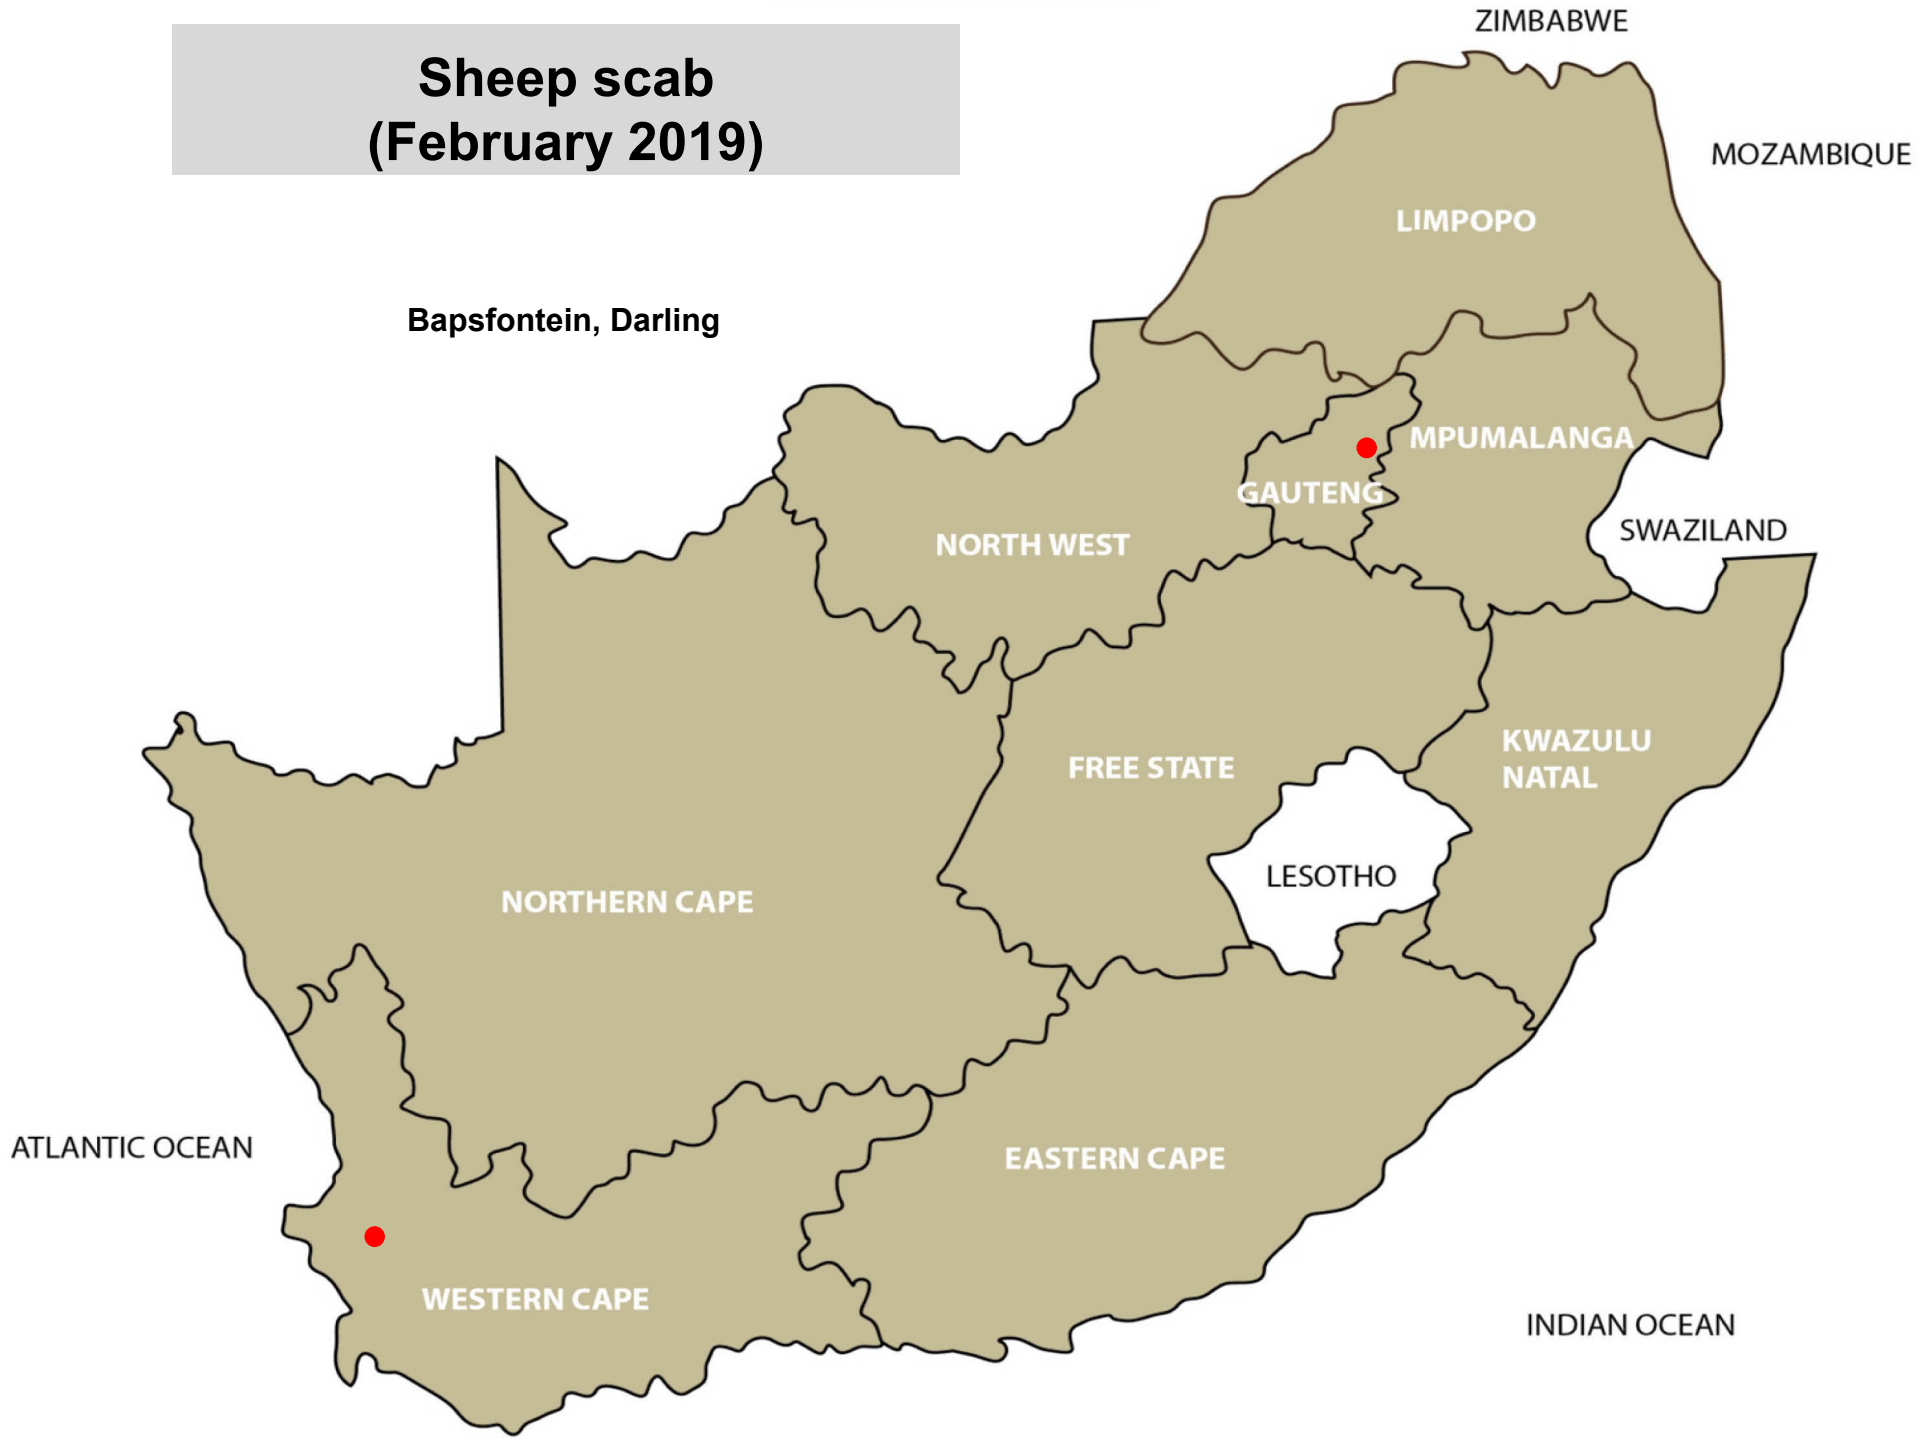 ZIMBABWE
Sheep scab
(February 2019)
MOZAMBIQUE
LIMPOPO
Bapsfontein, Darling
MPUMALANGA
GAUTENG
SWAZILAND
NORTH WEST
KWAZULU
NATAL
FREE STATE
LESOTHO
NORTHERN CAPE
ATLANTIC OCEAN
EASTERN CAPE
WESTERN CAPE
INDIAN OCEAN